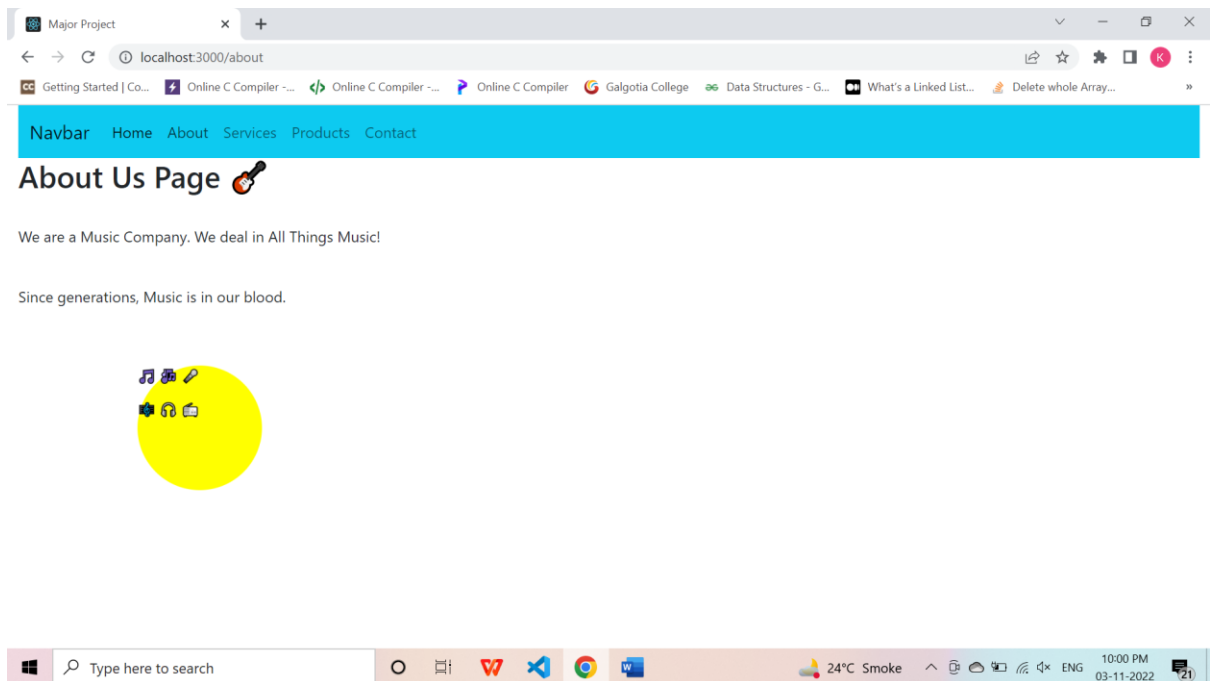 Major Project
localhost:3000/about
Getting Started | Co... Online C Compiler -... Online C Compiler -... Online C Compiler Galgotia College Data Structures - G... What's a Linked List... Delete whole Array... »
Navbar Home About Services Products Contact
About Us Page 🎸
We are a Music Company. We deal in All Things Music!
Since generations, Music is in our blood.
Type here to search
24°C Smoke ENG 10:00 PM
03-11-2022
21